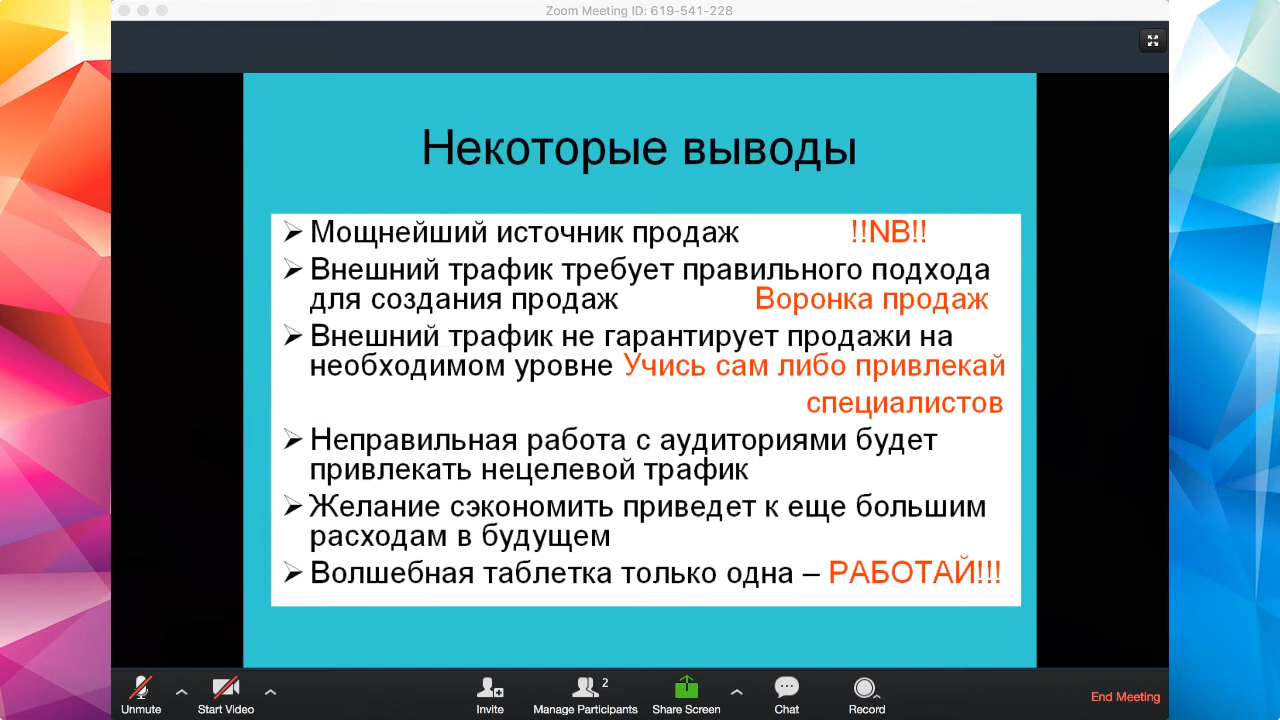 Zoom Meeting ID: 619-541-228
Некоторые выводы
Мощнейший источник продаж !!NB!!
Внешний трафик требует правильного подхода
для создания продаж Воронка продаж
Внешний трафик не гарантирует продажи на
необходимом уровне Учись сам либо привлекай
специалистов
Неправильная работа с аудиториями будет
привлекать нецелевой трафик
Желание сэкономить приведет к еще большим
расходам в будущем
Волшебная таблетка только одна – РАБОТАЙ!!!
Unmute Start Video Invite Manage Participants 2 Share Screen Chat Record End Meeting